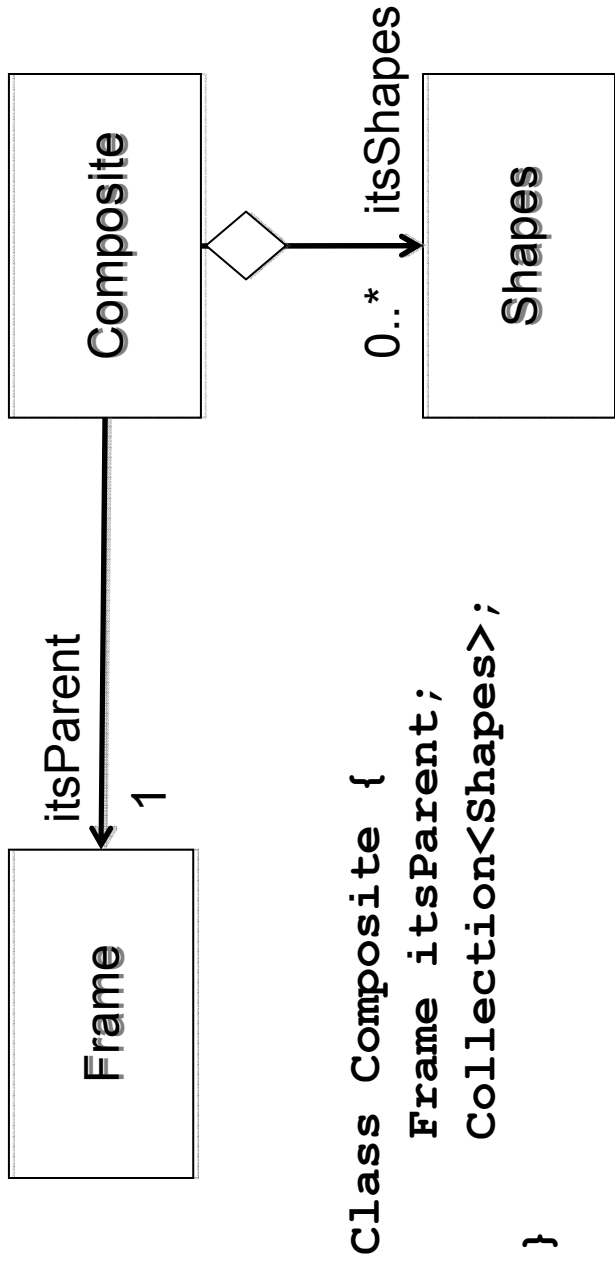 Frame
itsParent
1
Composite
0..*
itsShapes
Shapes
Class Composite {
Frame itsParent;
Collection<Shapes>;
}